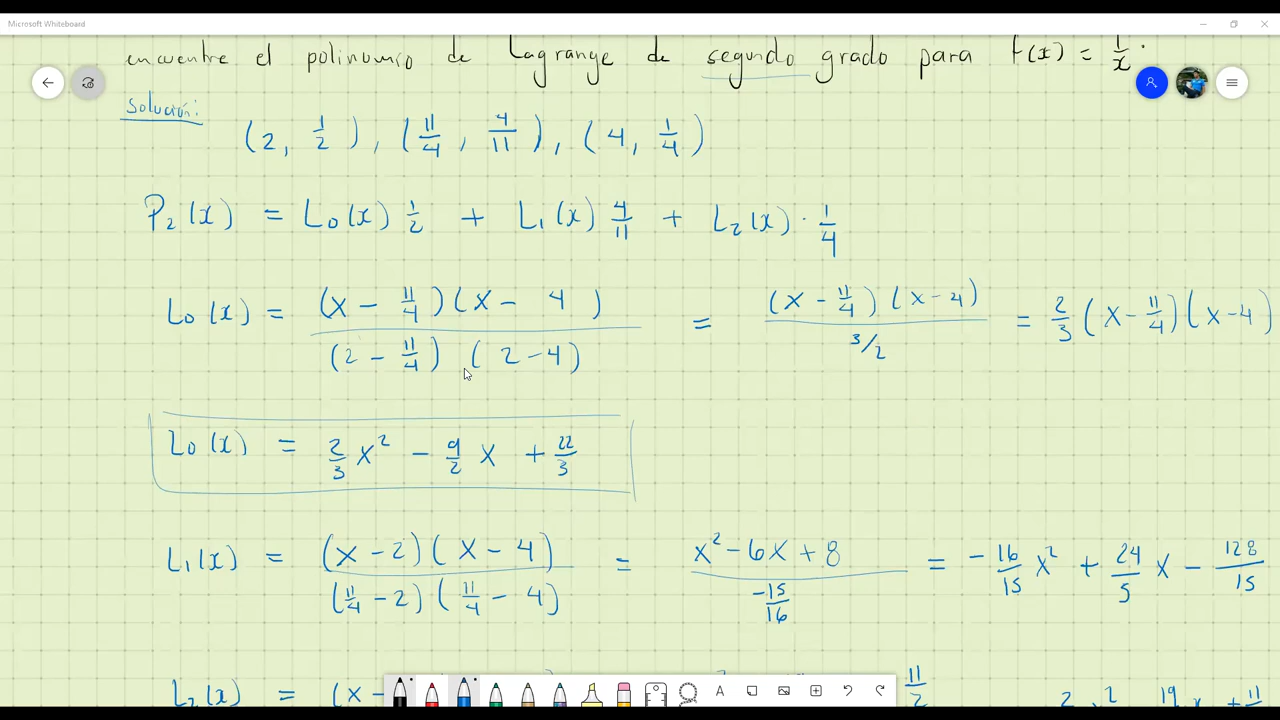 Microsoft Whiteboard
encuentre el polinomio de Lagrange de segundo grado para f(x) = 1/x.
Solución:
(2, 1/2), (11/4, 4/11), (4, 1/4)
P₂(x) = L₀(x) 1/2 + L₁(x) 4/11 + L₂(x) · 1/4
L₀(x) = (x - 11/4)(x - 4) / (2 - 11/4)(2 - 4) = (x - 11/4)(x - 4) / 3/2 = 2/3 (x - 11/4)(x - 4)
L₀(x) = 2/3 x² - 9/2 x + 22/3
L₁(x) = (x - 2)(x - 4) / (11/4 - 2)(11/4 - 4) = x² - 6x + 8 / -15/16 = -16/15 x² + 24/5 x - 128/15
L₂(x) = (x - 11/2